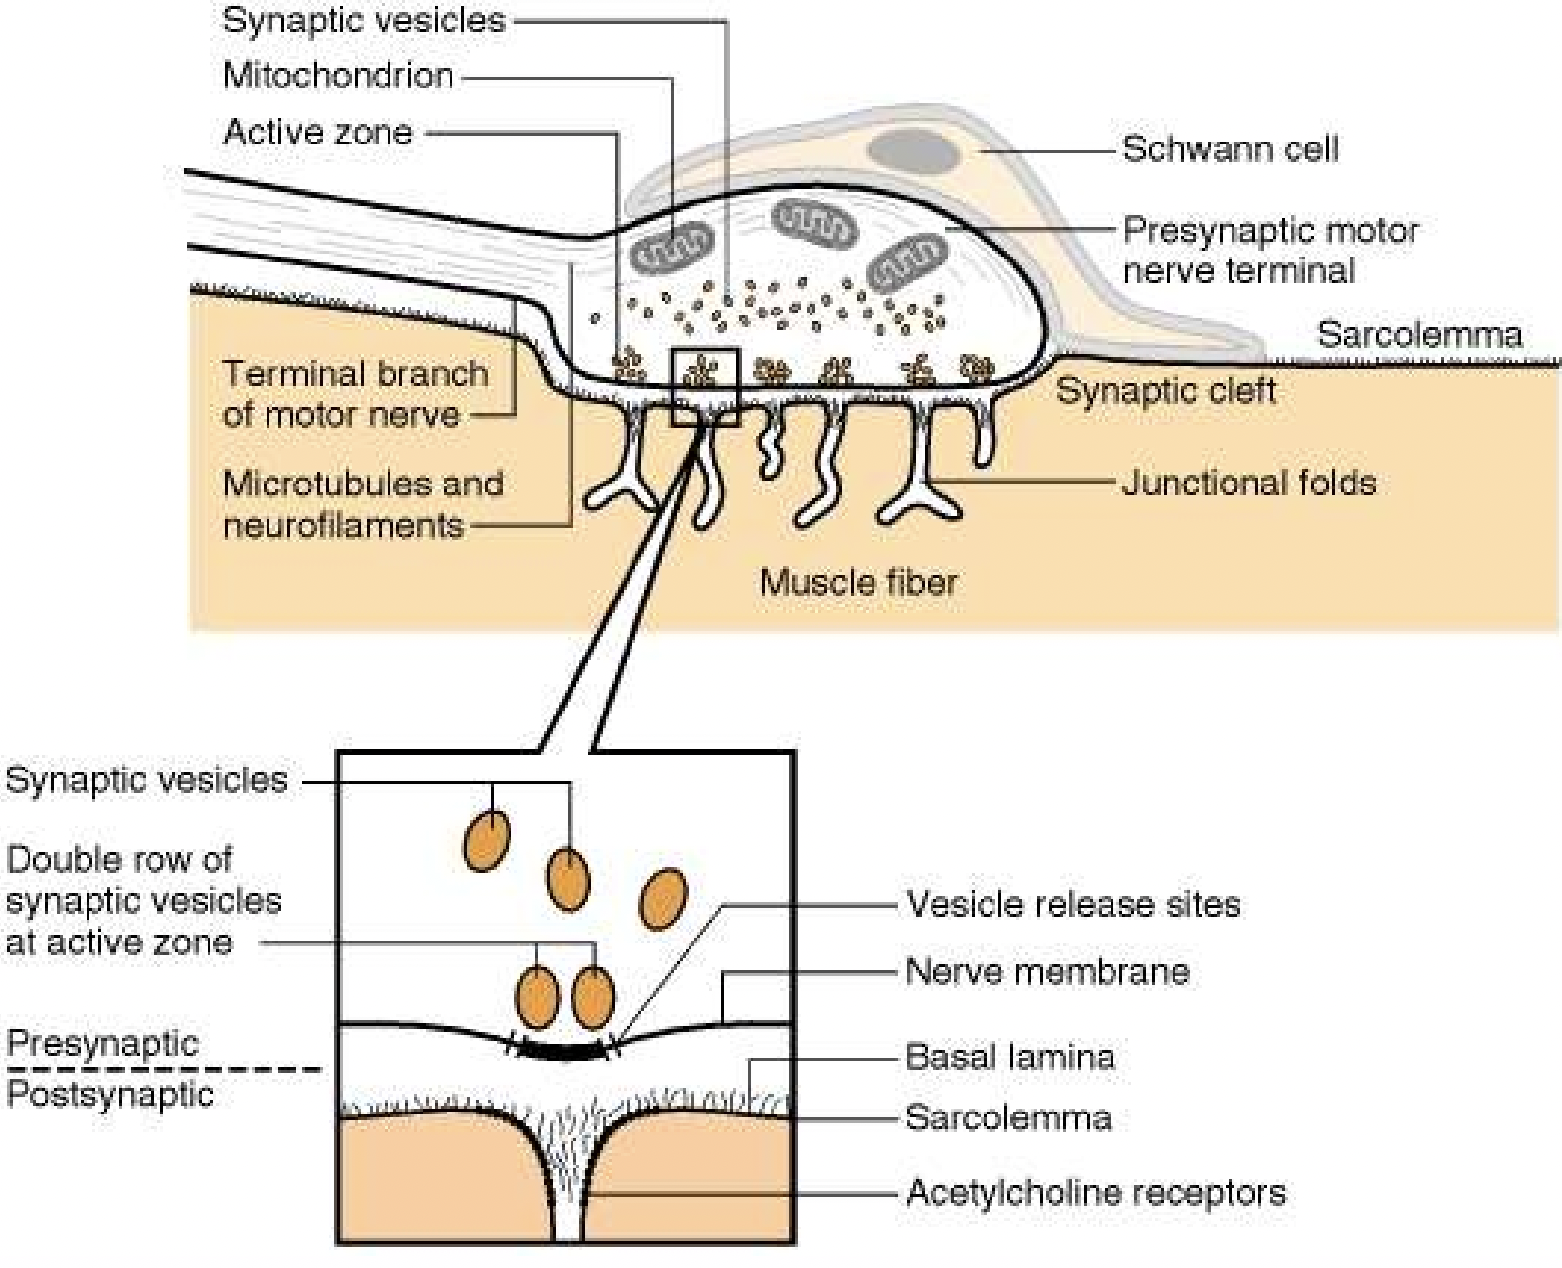 Synaptic vesicles
Mitochondrion
Active zone
Schwann cell
Presynaptic motor
nerve terminal
Sarcolemma
Terminal branch
of motor nerve
Synaptic cleft
Microtubules and
neurofilaments
Junctional folds
Muscle fiber
Synaptic vesicles
Double row of
synaptic vesicles
at active zone
Vesicle release sites
Nerve membrane
Presynaptic
Postsynaptic
Basal lamina
Sarcolemma
Acetylcholine receptors